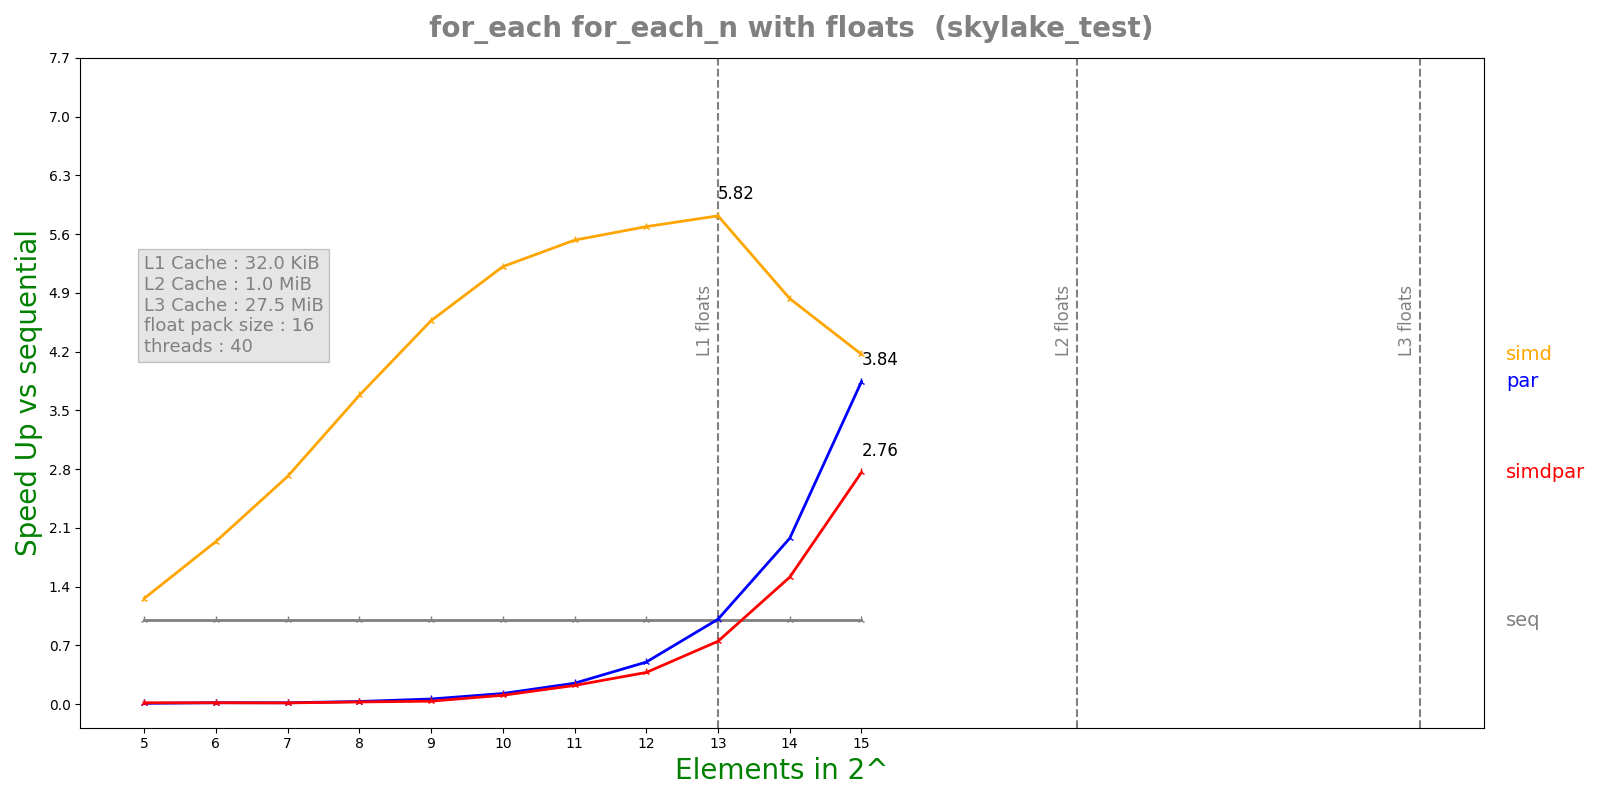 for_each for_each_n with floats (skylake_test)
Speed Up vs sequential
7.7
7.0
6.3
5.6
4.9
4.2
3.5
2.8
2.1
1.4
0.7
0.0
L1 Cache : 32.0 KiB
L2 Cache : 1.0 MiB
L3 Cache : 27.5 MiB
float pack size : 16
threads : 40
5.82
3.84
2.76
L1 floats
L2 floats
L3 floats
simd
par
simdpar
seq
5 6 7 8 9 10 11 12 13 14 15
Elements in 2^